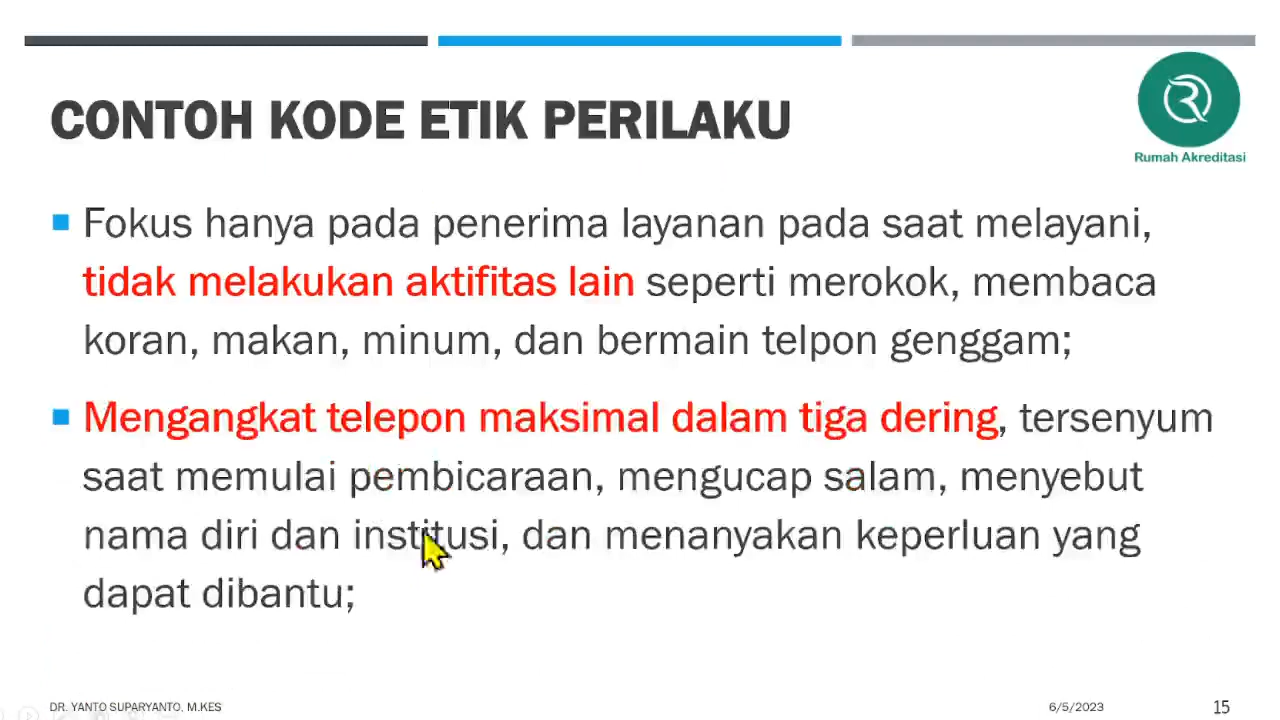 CONTOH KODE ETIK PERILAKU
Rumah Akreditasi
Fokus hanya pada penerima layanan pada saat melayani,
tidak melakukan aktifitas lain seperti merokok, membaca
koran, makan, minum, dan bermain telpon genggam;
Mengangkat telepon maksimal dalam tiga dering, tersenyum
saat memulai pembicaraan, mengucap salam, menyebut
nama diri dan institusi, dan menanyakan keperluan yang
dapat dibantu;
DR. YANTO SUPARYANTO, M.KES
6/5/2023
15